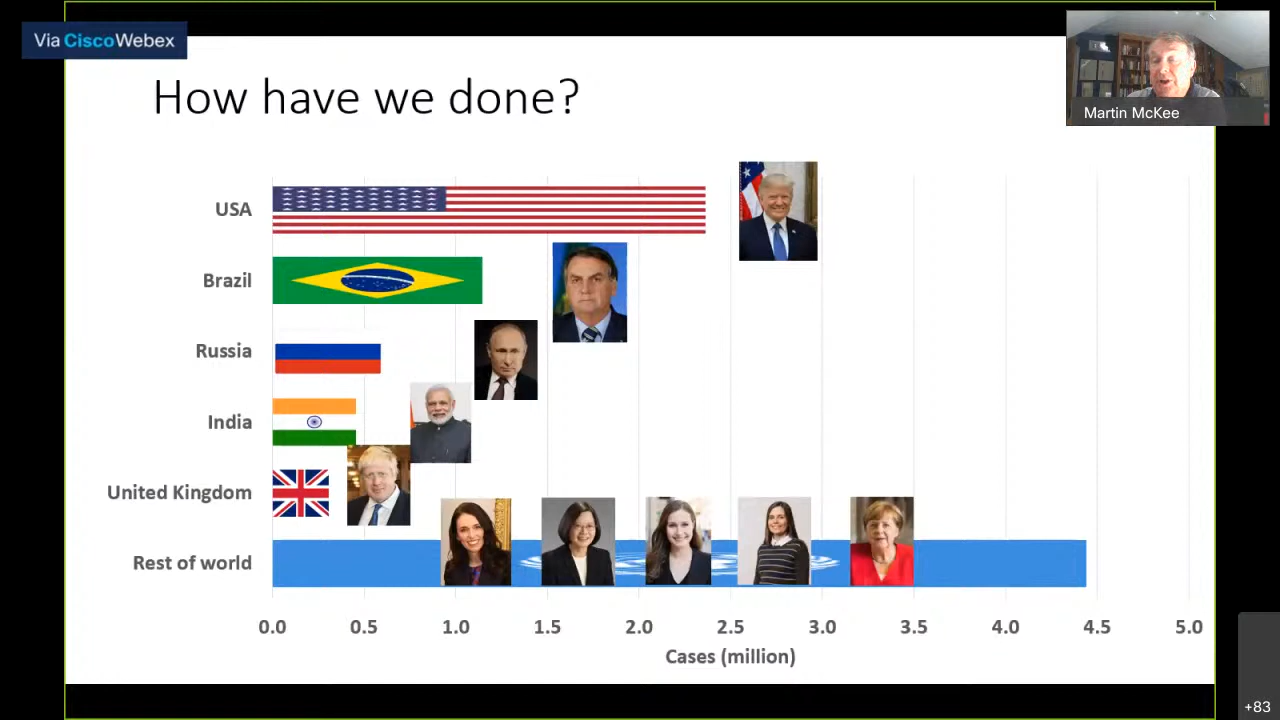 Via CiscoWebex
Martin McKee
How have we done?
USA
Brazil
Russia
India
United Kingdom
Rest of world
0.0 0.5 1.0 1.5 2.0 2.5 3.0 3.5 4.0 4.5 5.0
Cases (million)
+83